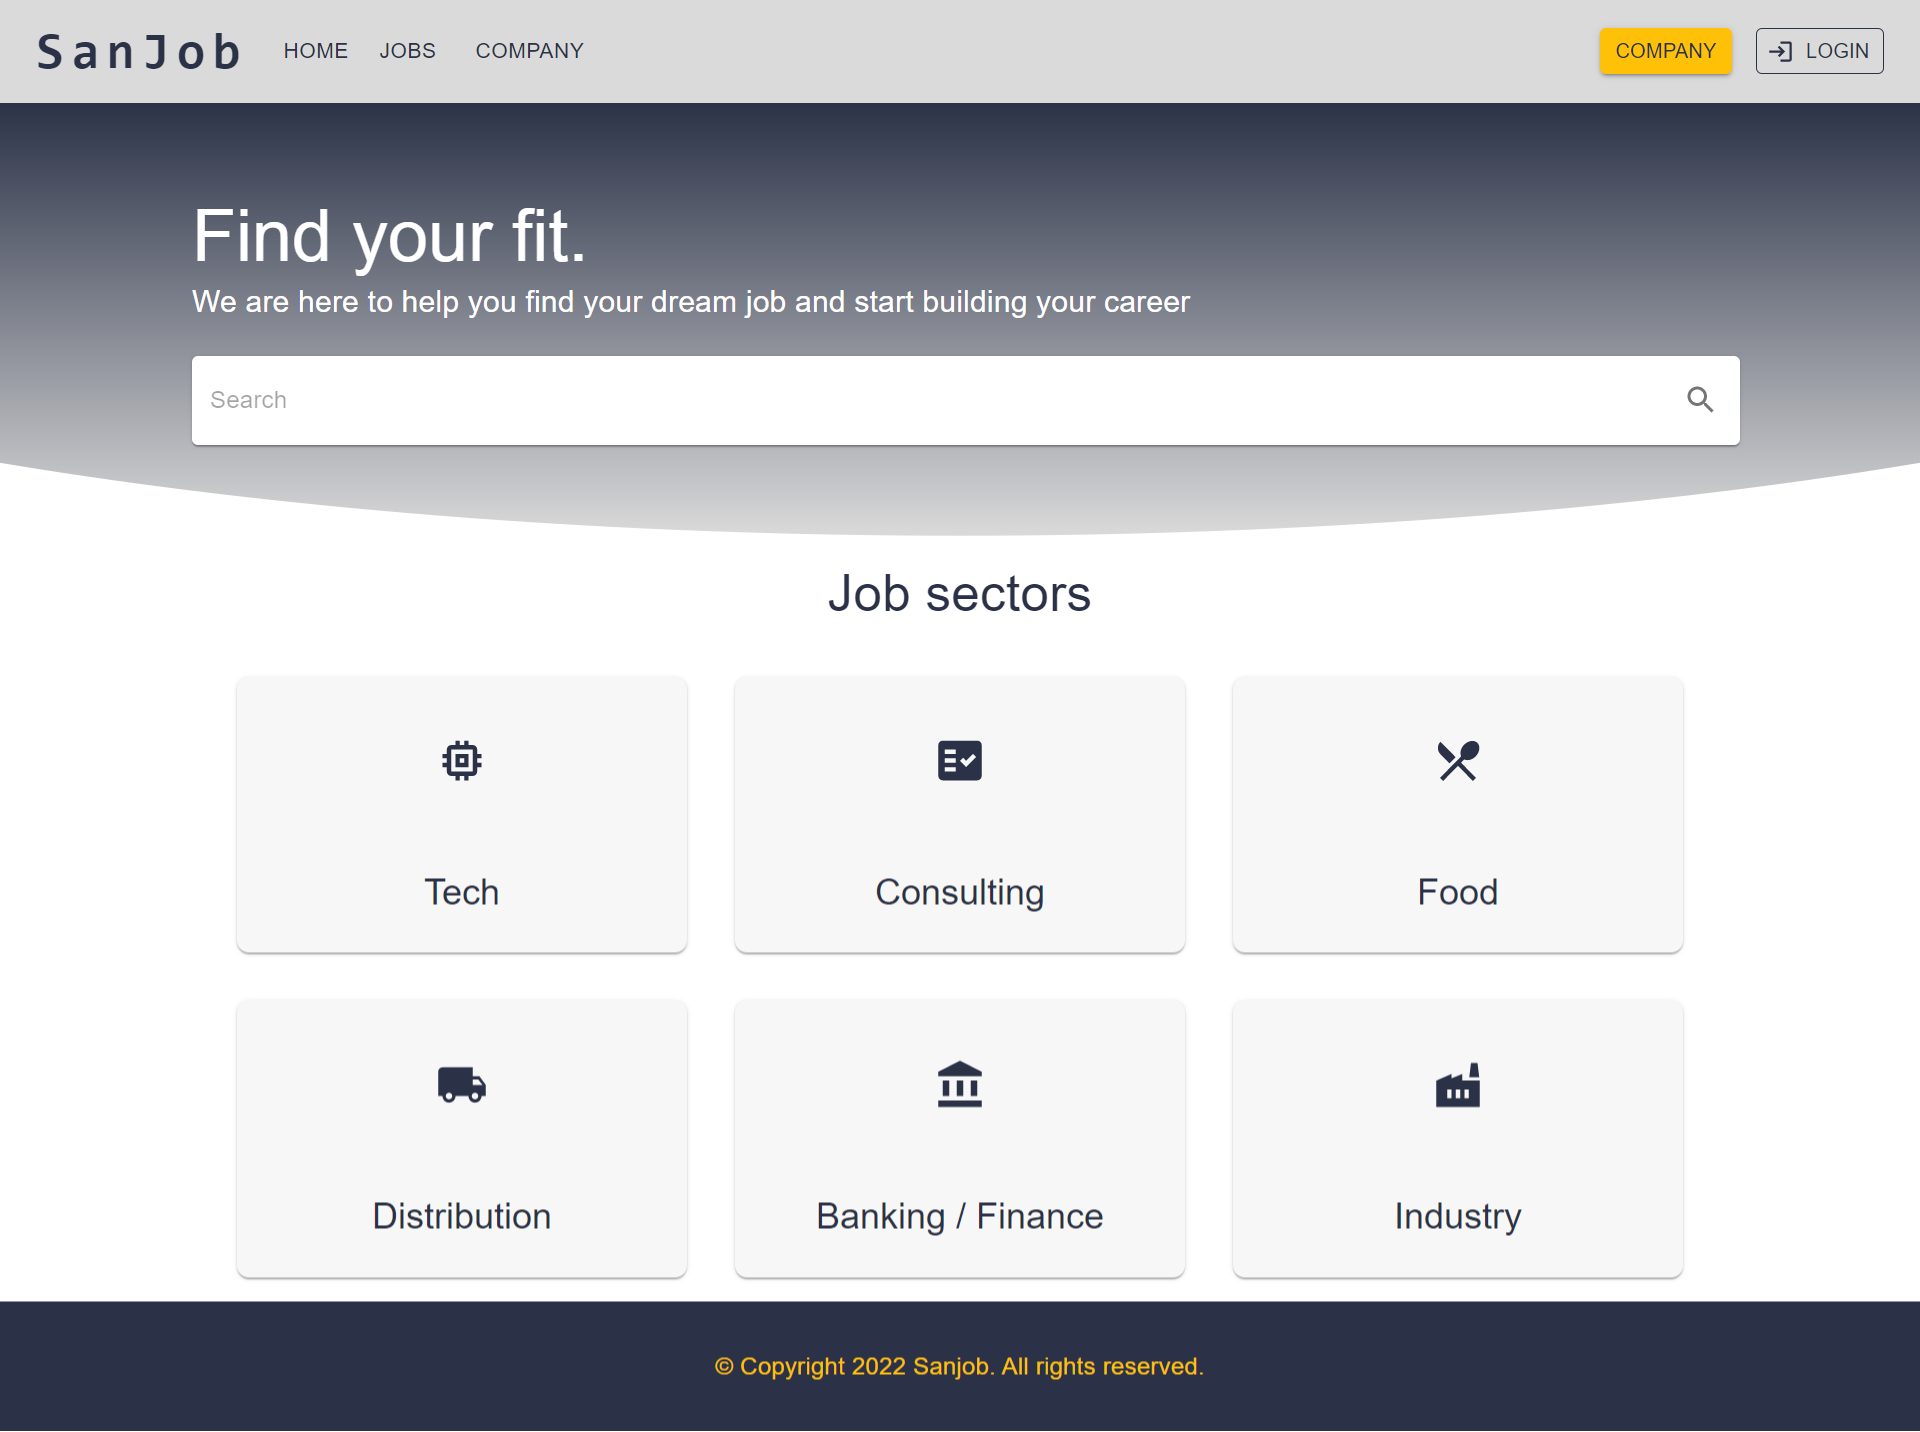 SanJob HOME JOBS COMPANY COMPANY LOGIN
Find your fit.
We are here to help you find your dream job and start building your career
Search
Job sectors
Tech Consulting Food
Distribution Banking / Finance Industry
© Copyright 2022 Sanjob. All rights reserved.